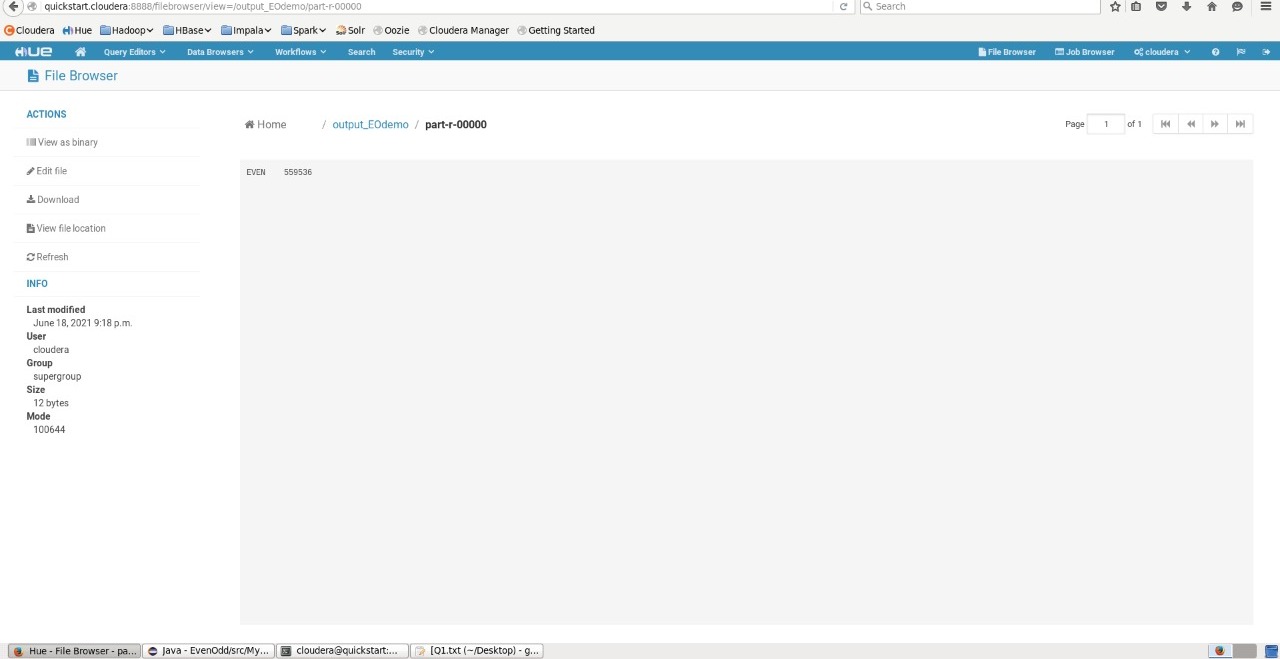 quickstart.cloudera:8888/filebrowser/view=/output_EOdemo/part-r-00000 Search
Cloudera Hue Hadoop HBase Impala Spark Solr Oozie Cloudera Manager Getting Started
HUE Query Editors Data Browsers Workflows Search Security File Browser Job Browser cloudera
File Browser
ACTIONS
Home / output_EOdemo / part-r-00000 Page 1 of 1
View as binary
EVEN 559536
Edit file
Download
View file location
Refresh
INFO
Last modified
June 18, 2021 9:18 p.m.
User
cloudera
Group
supergroup
Size
12 bytes
Mode
100644
Hue - File Browser - pa... Java - EvenOdd/src/My... cloudera@quickstart:... [Q1.txt (~/Desktop) - g...